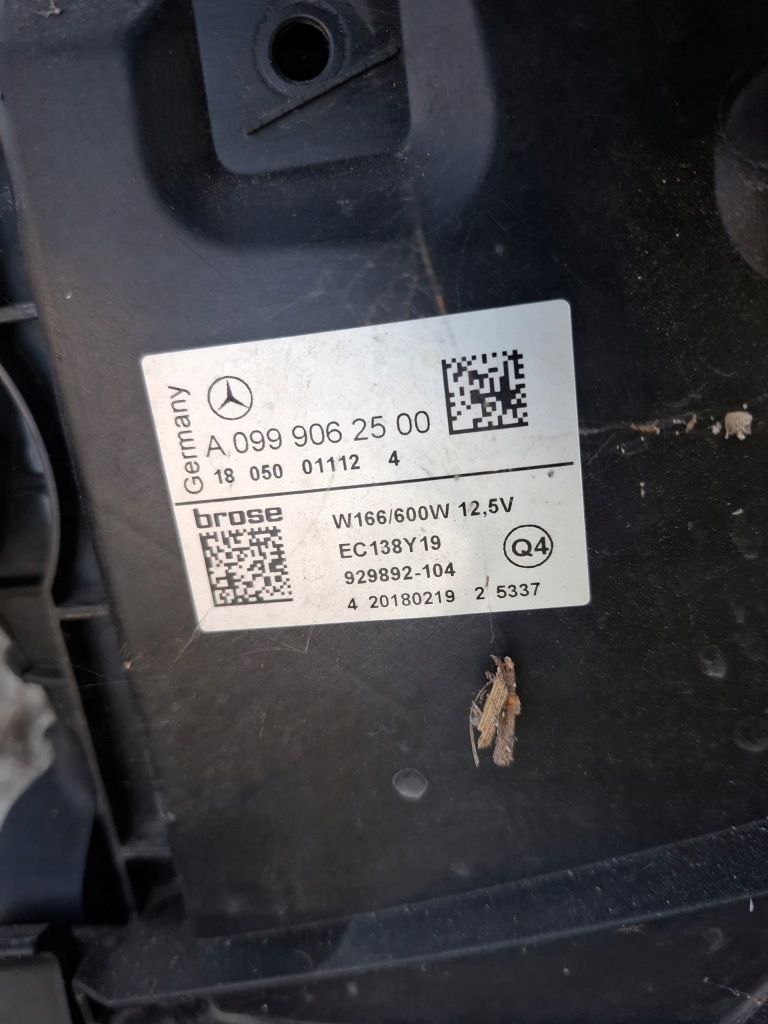 Germany
A 099 906 25 00
18 050 01112 4
brose
W166/600W 12,5V
EC138Y19
Q4
929892-104
4 20180219 2 5337